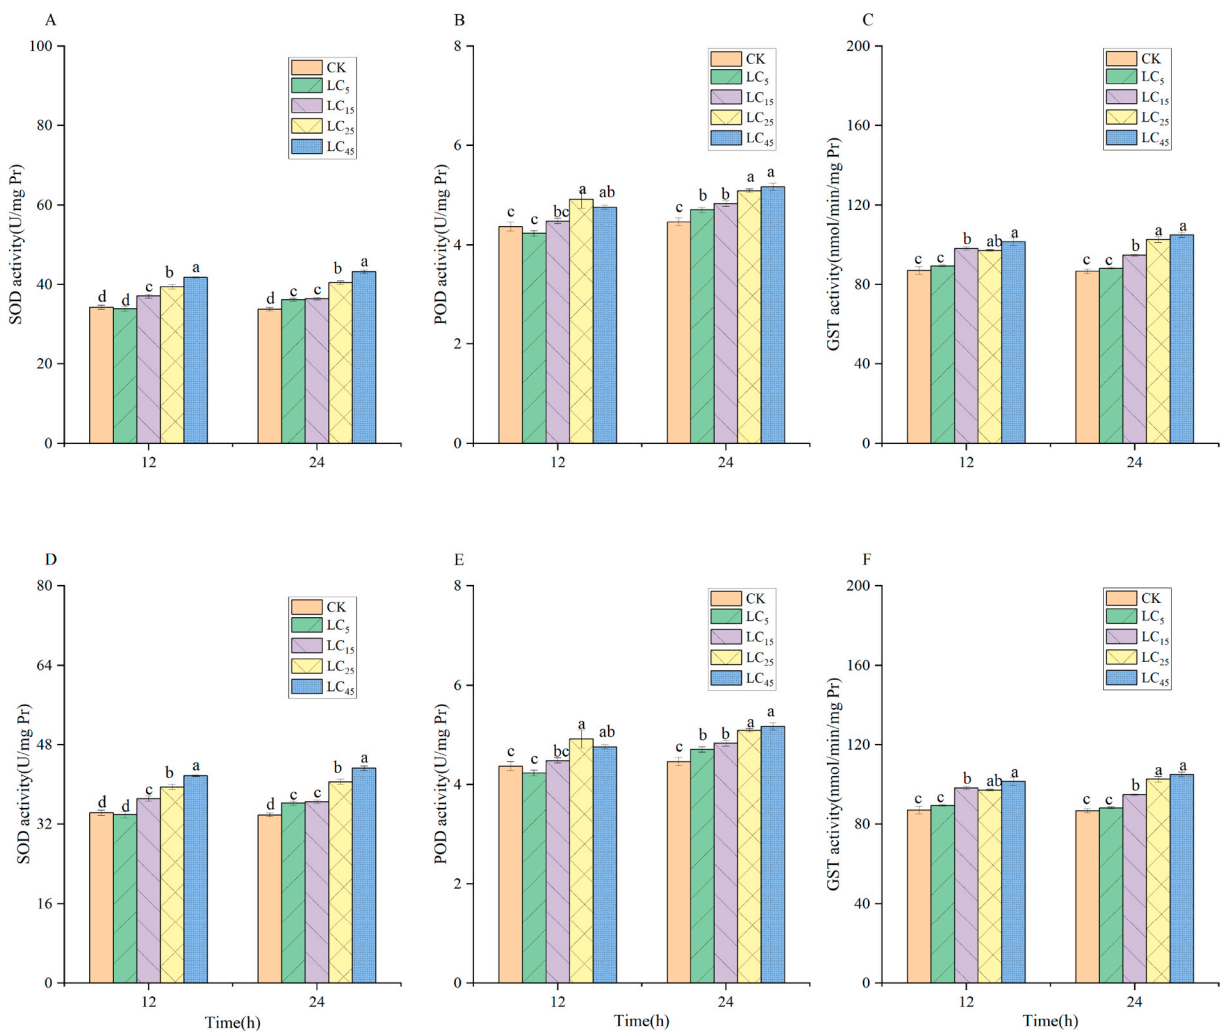 A
SOD activity(U/mg Pr)
100
80
60
40
20
0
CK
LC5
LC15
LC25
LC45
d d c b a
d c c b a
12 24
B
POD activity(U/mg Pr)
8
6
4
2
0
CK
LC5
LC15
LC25
LC45
c c bc a ab
c b b a a
12 24
C
GST activity(nmol/min/mg Pr)
200
160
120
80
40
0
CK
LC5
LC15
LC25
LC45
c c b ab a
c c b a a
12 24
D
SOD activity(U/mg Pr)
80
64
48
32
16
0
CK
LC5
LC15
LC25
LC45
d d c b a
d c c b a
12 24
Time(h)
E
POD activity(U/mg Pr)
8
6
4
2
0
CK
LC5
LC15
LC25
LC45
c c bc a ab
c b b a a
12 24
Time(h)
F
GST activity(nmol/min/mg Pr)
200
160
120
80
40
0
CK
LC5
LC15
LC25
LC45
c c b ab a
c c b a a
12 24
Time(h)